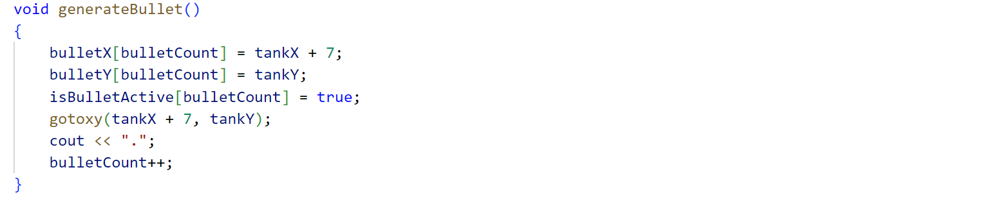 void generateBullet()
{
    bulletX[bulletCount] = tankX + 7;
    bulletY[bulletCount] = tankY;
    isBulletActive[bulletCount] = true;
    gotoxy(tankX + 7, tankY);
    cout << ".";
    bulletCount++;
}